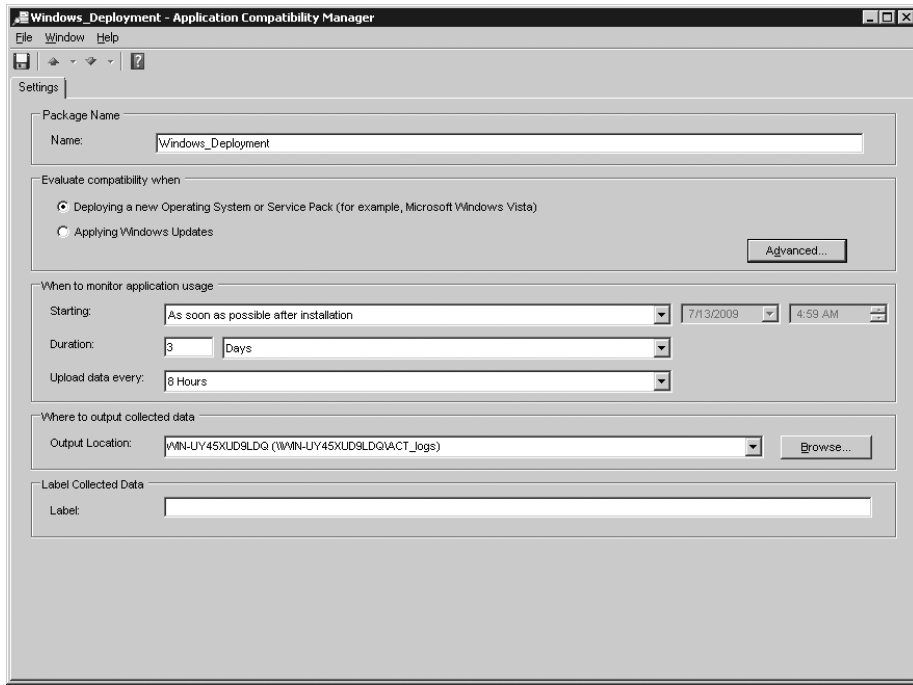 Windows_Deployment - Application Compatibility Manager
File Window Help
Settings
Package Name
Name: Windows_Deployment
Evaluate compatibility when
Deploying a new Operating System or Service Pack (for example, Microsoft Windows Vista)
Applying Windows Updates
Advanced...
When to monitor application usage
Starting: As soon as possible after installation 7/13/2009 4:59 AM
Duration: 3 Days
Upload data every: 8 Hours
Where to output collected data
Output Location: WIN-UY45XUD9LDQ (\\WIN-UY45XUD9LDQ\ACT_logs) Browse...
Label Collected Data
Label: